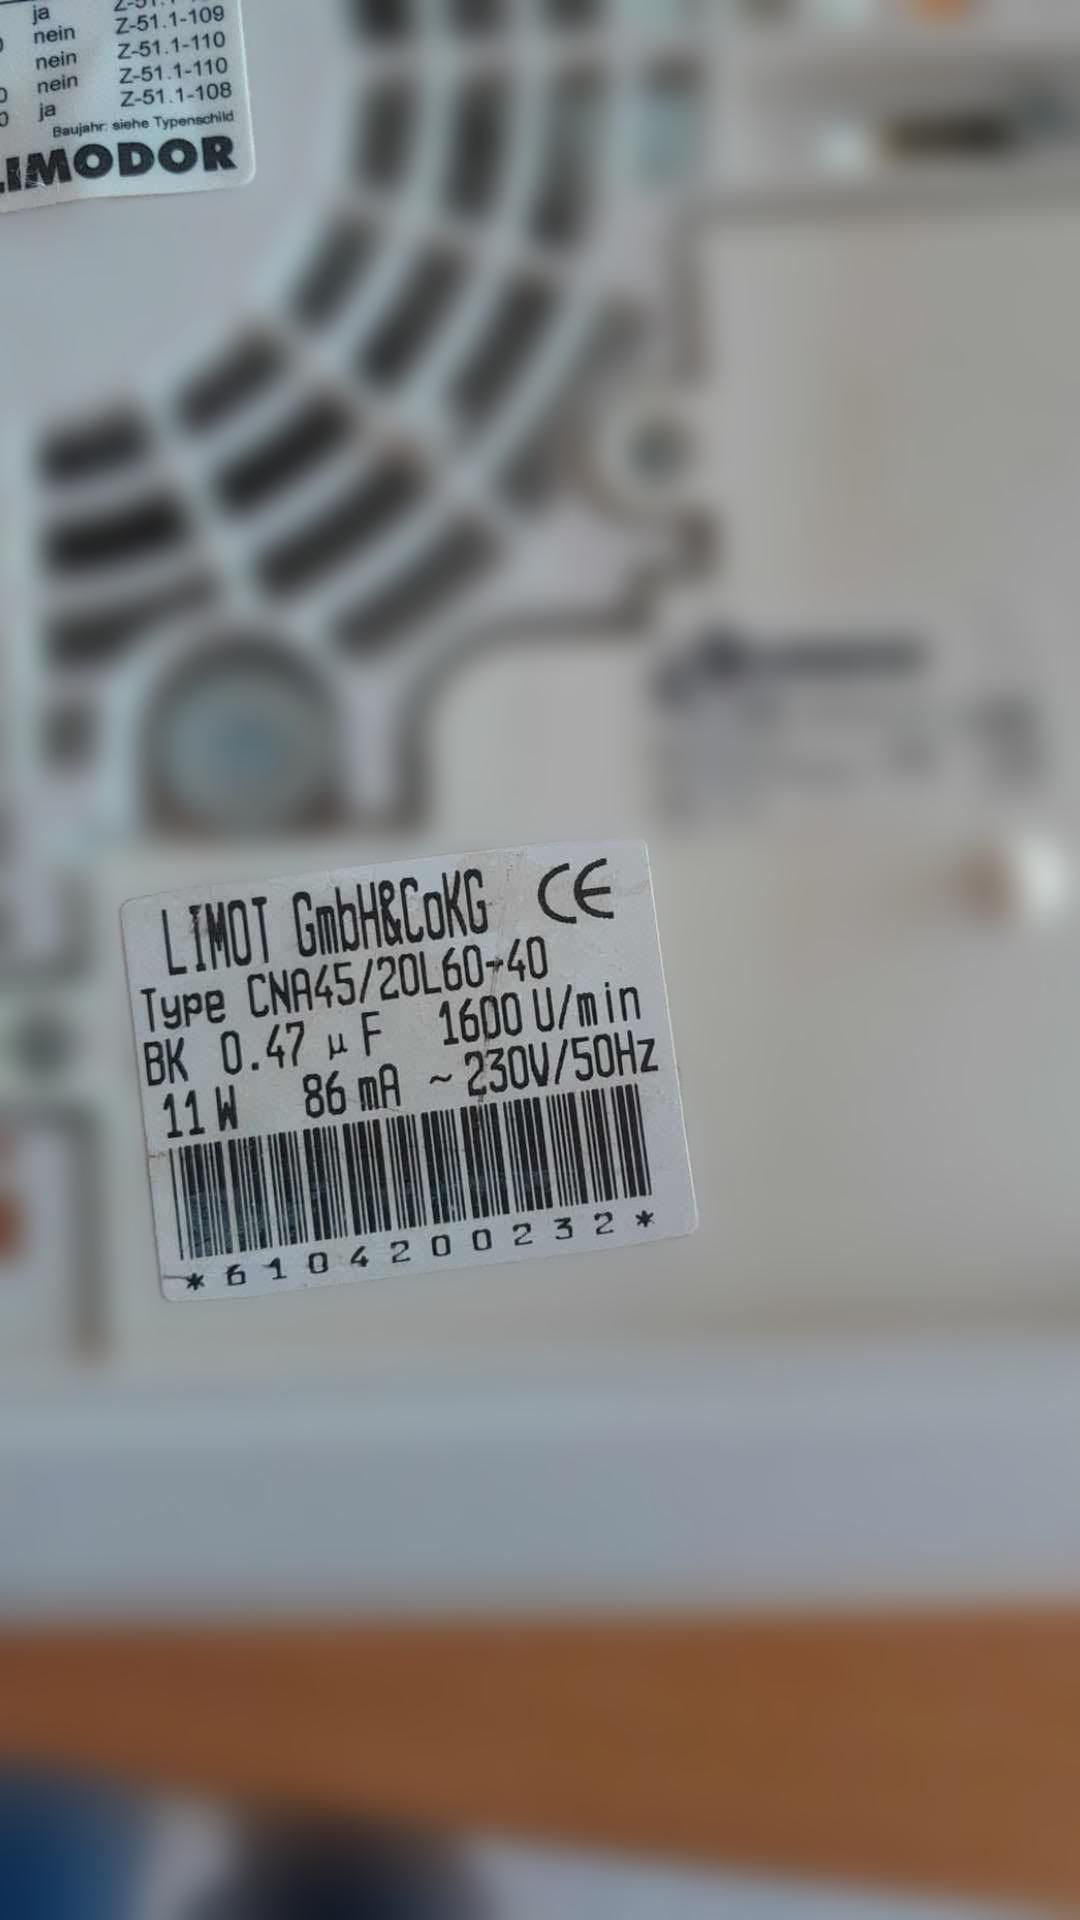 ja
nein Z-51.1-109
nein Z-51.1-110
nein Z-51.1-110
ja Z-51.1-108
Baujahr: siehe Typenschild
LIMODOR
LIMOT GmbH&CoKG CE
Type CNA45/20L60-40
BK 0.47 µF 1600 U/min
11 W 86 mA ~230V/50Hz
*6104200232*